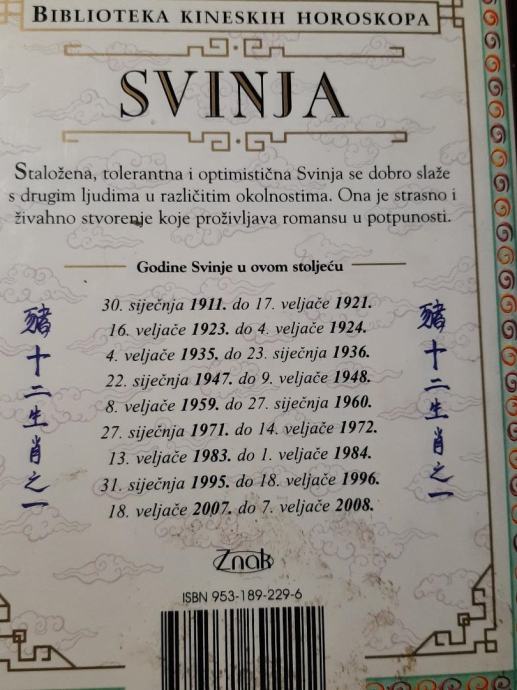 BIBLIOTEKA KINESKIH HOROSKOPA
SVINJA
Staložena, tolerantna i optimistična Svinja se dobro slaže
s drugim ljudima u različitim okolnostima. Ona je strasno i
živahno stvorenje koje proživljava romansu u potpunosti.
Godine Svinje u ovom stoljeću
30. siječnja 1911. do 17. veljače 1921.
16. veljače 1923. do 4. veljače 1924.
4. veljače 1935. do 23. siječnja 1936.
22. siječnja 1947. do 9. veljače 1948.
8. veljače 1959. do 27. siječnja 1960.
27. siječnja 1971. do 14. veljače 1972.
13. veljače 1983. do 1. veljače 1984.
31. siječnja 1995. do 18. veljače 1996.
18. veljače 2007. do 7. veljače 2008.
豬十二生肖之一
豬十二生肖之一
Znak
ISBN 953-189-229-6